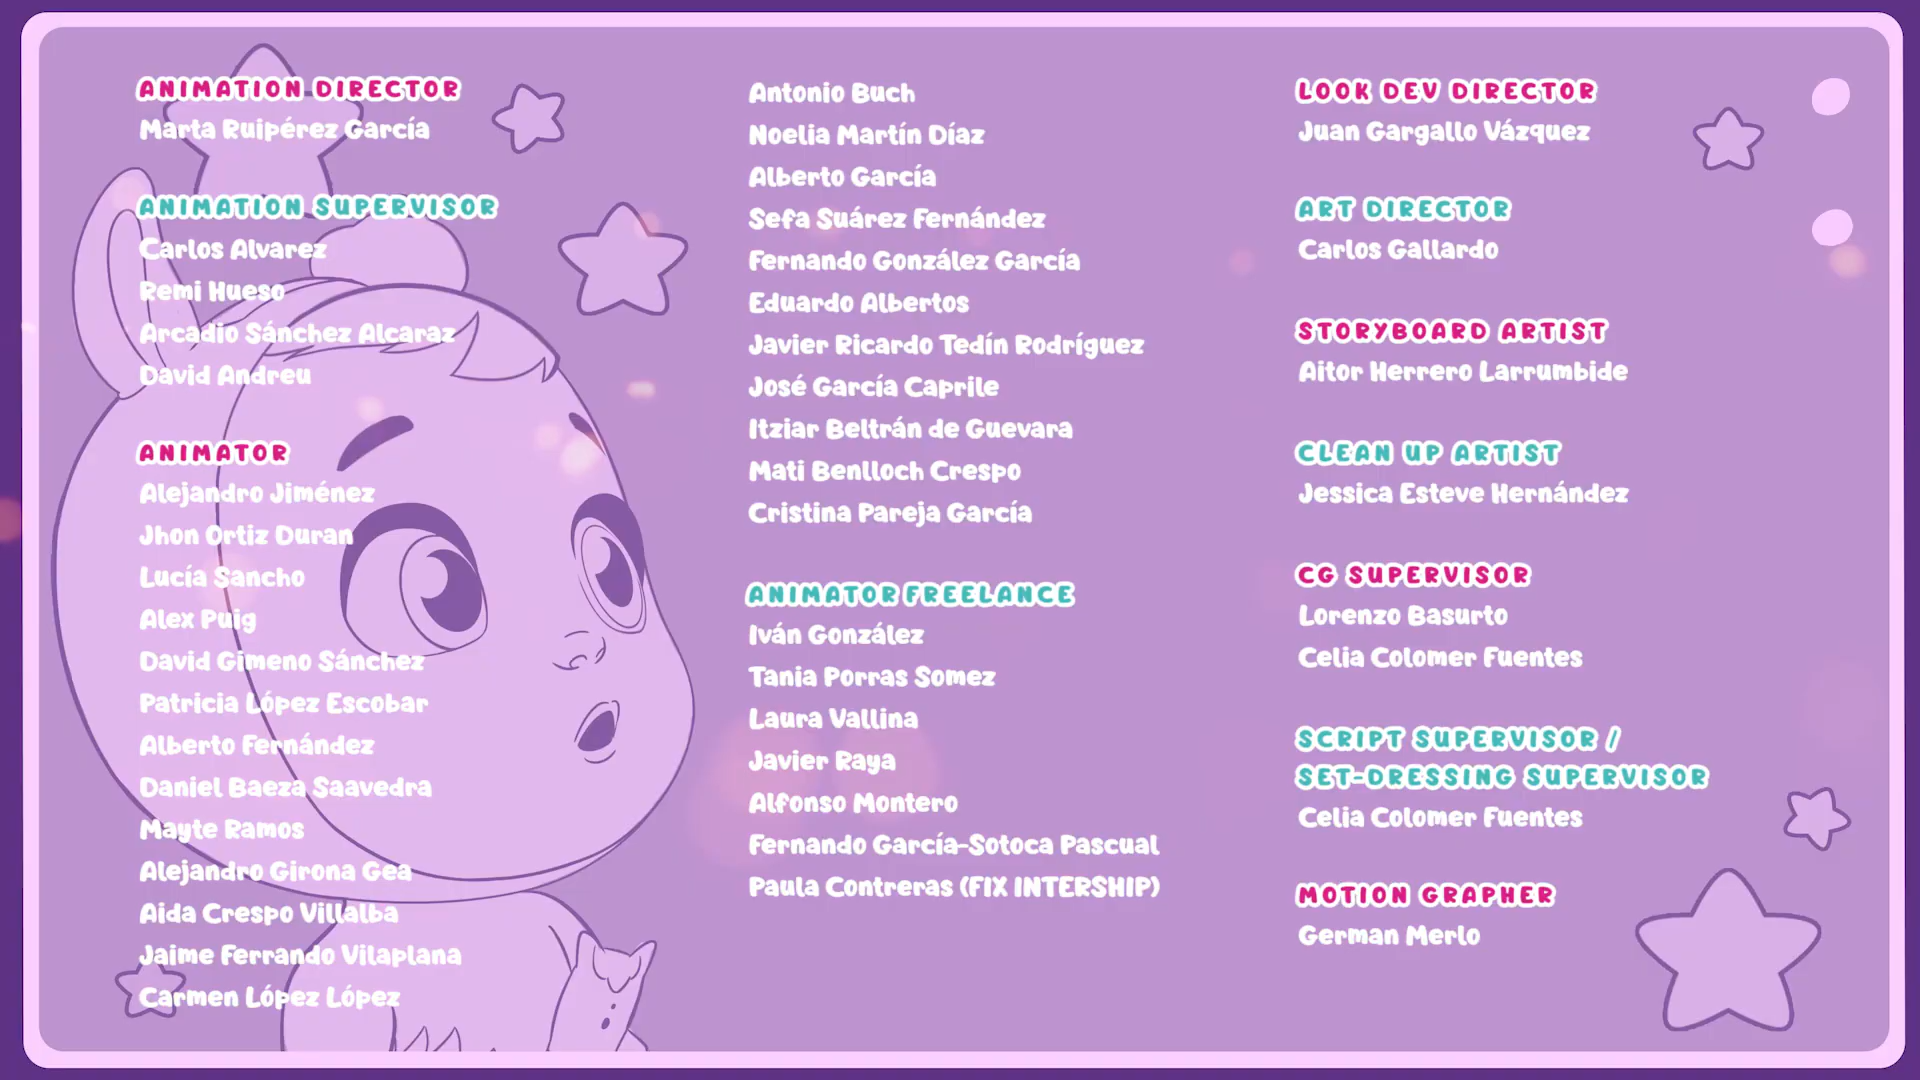 ANIMATION DIRECTOR
Marta Ruipérez García
ANIMATION SUPERVISOR
Carlos Alvarez
Remi Hueso
Arcadio Sánchez Alcaraz
David Andreu
ANIMATOR
Alejandro Jiménez
Jhon Ortiz Duran
Lucía Sancho
Alex Puig
David Gimeno Sánchez
Patricia López Escobar
Alberto Fernández
Daniel Baeza Saavedra
Mayte Ramos
Alejandro Girona Gea
Aida Crespo Villalba
Jaime Ferrando Vilaplana
Carmen López López
Antonio Buch
Noelia Martín Díaz
Alberto García
Sefa Suárez Fernández
Fernando González García
Eduardo Albertos
Javier Ricardo Tedín Rodríguez
José García Caprile
Itziar Beltrán de Guevara
Mati Benlloch Crespo
Cristina Pareja García
ANIMATOR FREELANCE
Iván González
Tania Porras Somez
Laura Vallina
Javier Raya
Alfonso Montero
Fernando García-Sotoca Pascual
Paula Contreras (FIX INTERSHIP)
LOOK DEV DIRECTOR
Juan Gargallo Vázquez
ART DIRECTOR
Carlos Gallardo
STORYBOARD ARTIST
Aitor Herrero Larrumbide
CLEAN UP ARTIST
Jessica Esteve Hernández
CG SUPERVISOR
Lorenzo Basurto
Celia Colomer Fuentes
SCRIPT SUPERVISOR /
SET-DRESSING SUPERVISOR
Celia Colomer Fuentes
MOTION GRAPHER
German Merlo